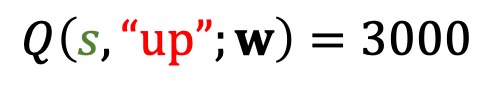 Q(s, “up”; w) = 3000